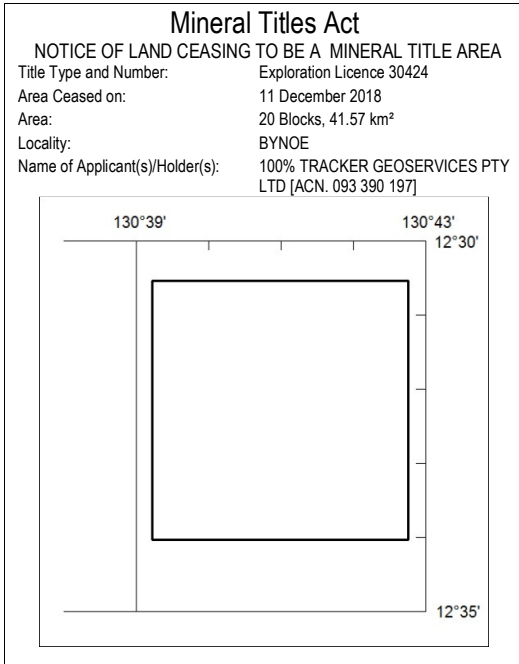 Mineral Titles Act
NOTICE OF LAND CEASING TO BE A MINERAL TITLE AREA
Title Type and Number: Exploration Licence 30424
Area Ceased on: 11 December 2018
Area: 20 Blocks, 41.57 km²
Locality: BYNOE
Name of Applicant(s)/Holder(s): 100% TRACKER GEOSERVICES PTY
LTD [ACN. 093 390 197]
130°39' 130°43'
12°30'
12°35'